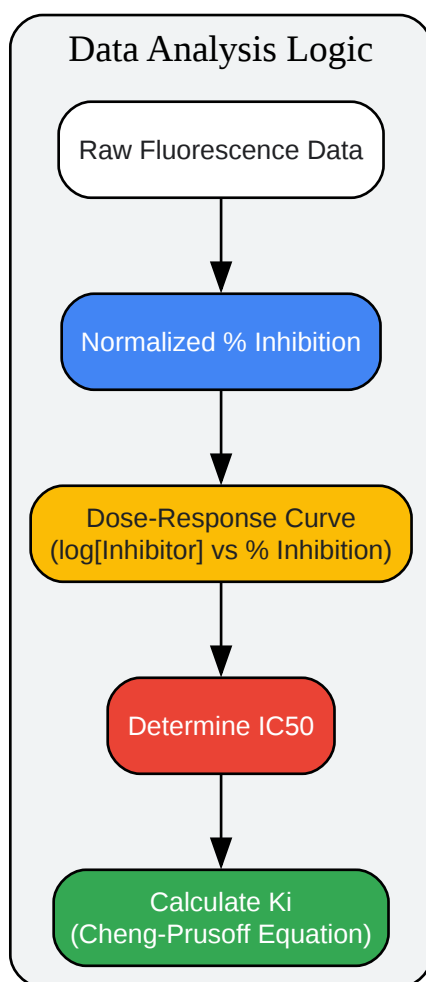 Data Analysis Logic
Raw Fluorescence Data
Normalized % Inhibition
Dose-Response Curve
(log[Inhibitor] vs % Inhibition)
Determine IC50
Calculate Ki
(Cheng-Prusoff Equation)